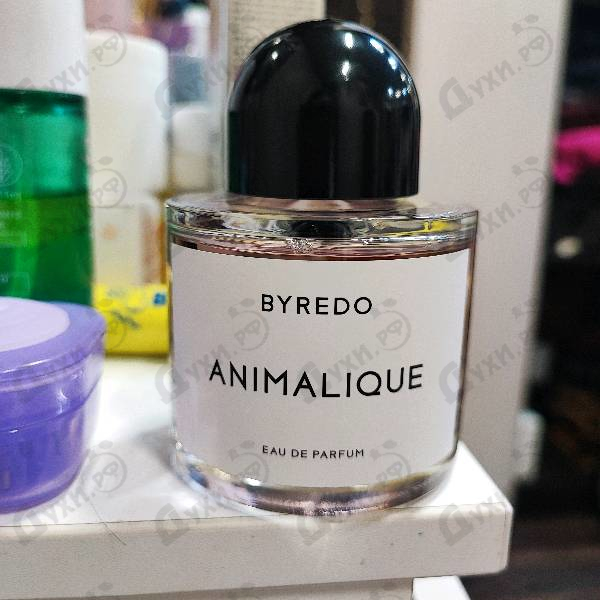 BYREDO
ANIMALIQUE
EAU DE PARFUM
Духи.рф